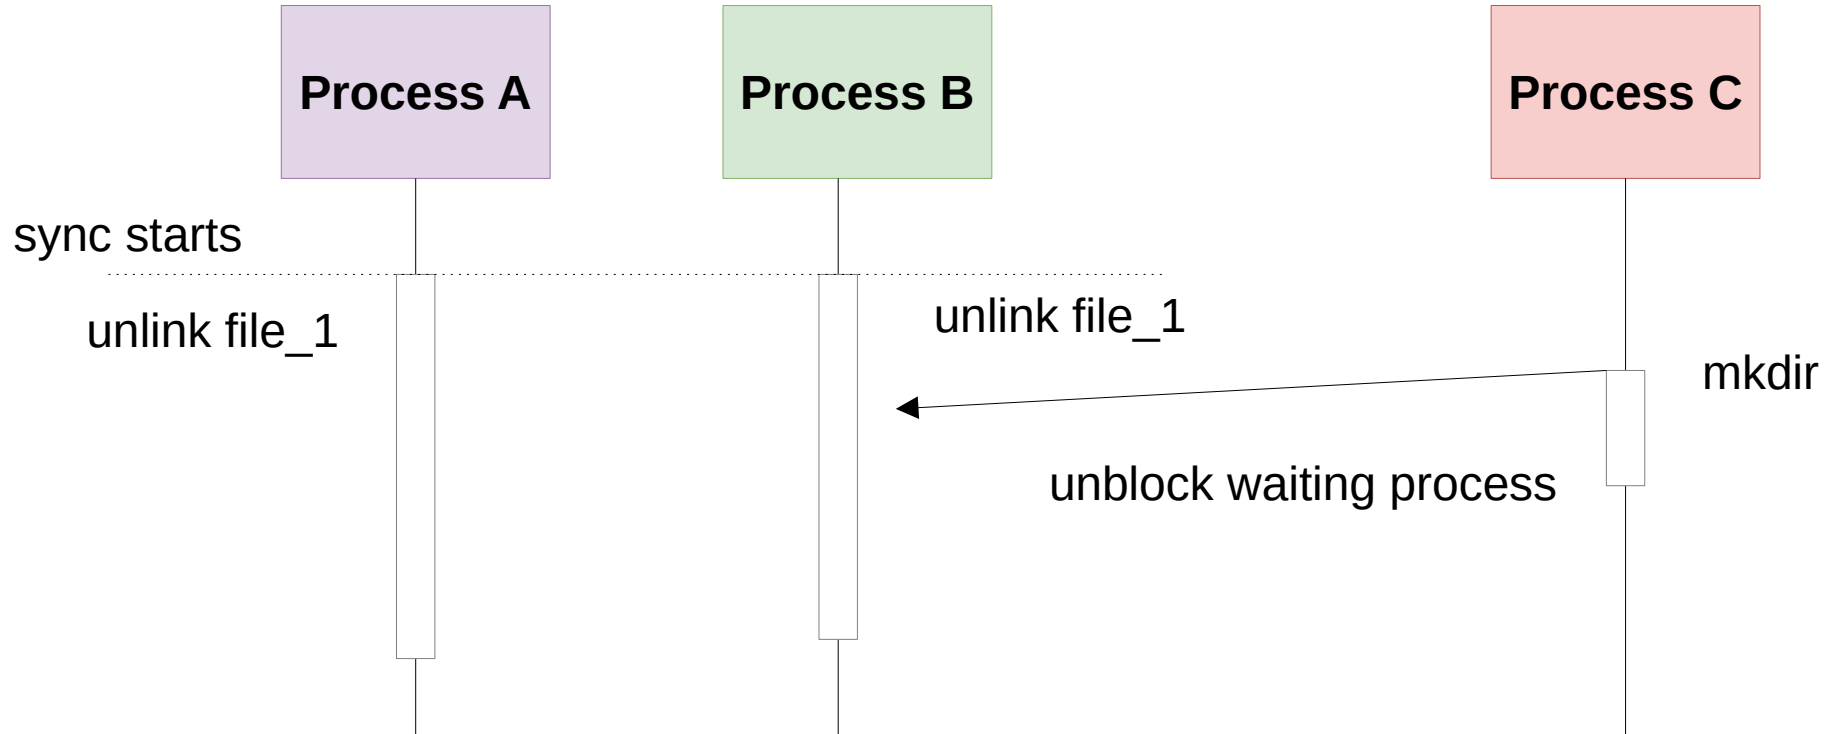 Process A
Process B
Process C
sync starts
unlink file_1
unlink file_1
mkdir
unblock waiting process